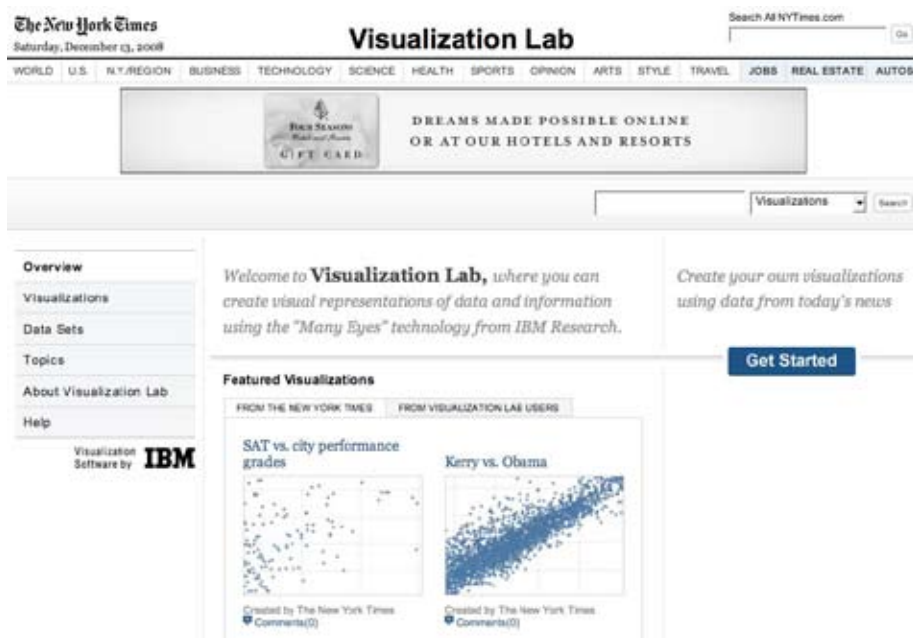 The New York Times
Saturday, December 13, 2008
Visualization Lab
Search All NYTimes.com
Go
WORLD U.S. N.Y./REGION BUSINESS TECHNOLOGY SCIENCE HEALTH SPORTS OPINION ARTS STYLE TRAVEL JOBS REAL ESTATE AUTOS
FOUR SEASONS
Hotels and Resorts
GIFT CARD
DREAMS MADE POSSIBLE ONLINE
OR AT OUR HOTELS AND RESORTS
Visualizations
Search
Overview
Visualizations
Data Sets
Topics
About Visualization Lab
Help
Visualization
Software by IBM
Welcome to Visualization Lab, where you can
create visual representations of data and information
using the "Many Eyes" technology from IBM Research.
Create your own visualizations
using data from today's news
Get Started
Featured Visualizations
FROM THE NEW YORK TIMES FROM VISUALIZATION LAB USERS
SAT vs. city performance
grades
Created by The New York Times
Comments(0)
Kerry vs. Obama
Created by The New York Times
Comments(0)